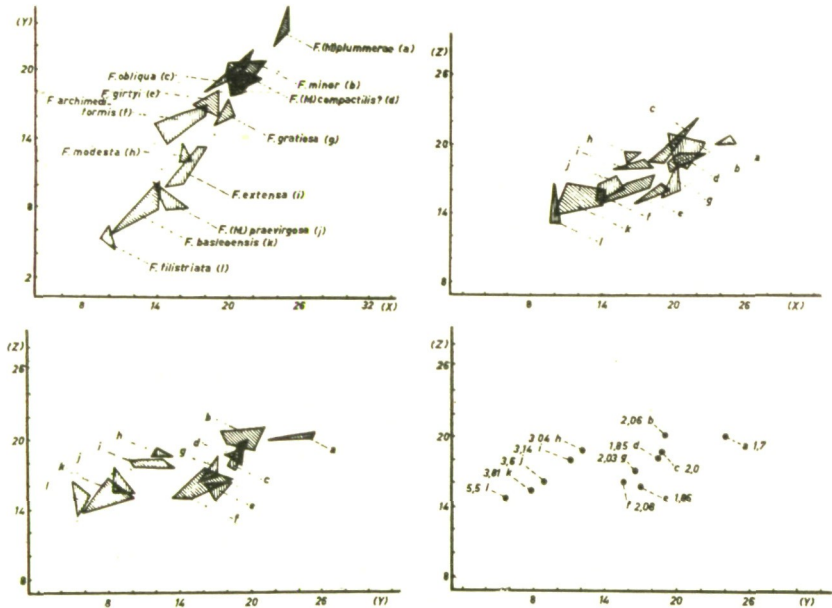 (Y)
20
14
8
2
8
14
20
26
32
(X)
F.(M)plummerae (a)
F.obliqua (c)
F.minor (b)
F.girtyi (e)
F.(M.)compactilis? (d)
F.archimedi-
formis (f)
F.gratiosa (g)
F.modesta (h)
F.extensa (i)
F.(M.)praevirgosa (j)
F.basleoensis (k)
F.filistriata (l)
(Z)
26
20
14
8
8
14
20
26
(X)
c
h
i
j
a
b
d
g
e
f
k
l
(Z)
26
20
14
8
8
14
20
26
(Y)
b
h
d
a
i
g
j
k
c
l
e
f
(Z)
26
20
14
8
8
14
20
26
(Y)
2,06 b
3,04 h
1,85 d
a 1,7
3,14 i
2,03 g
c 2,0
3,6 j
3,81 k
5,5 l
e 1,86
f 2,08